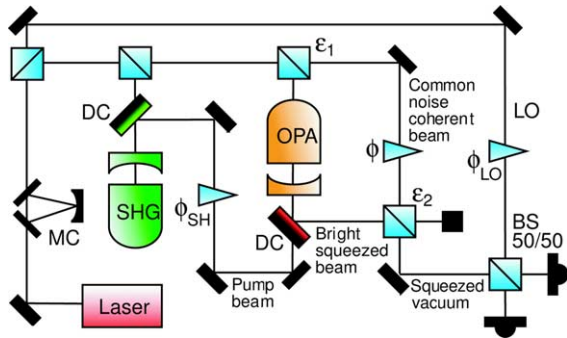 ε1
DC
Common
noise
coherent
beam
LO
OPA
ϕ
ϕLO
SHG
ϕSH
ε2
MC
DC
Bright
squeezed
beam
BS
50/50
Laser
Pump
beam
Squeezed
vacuum